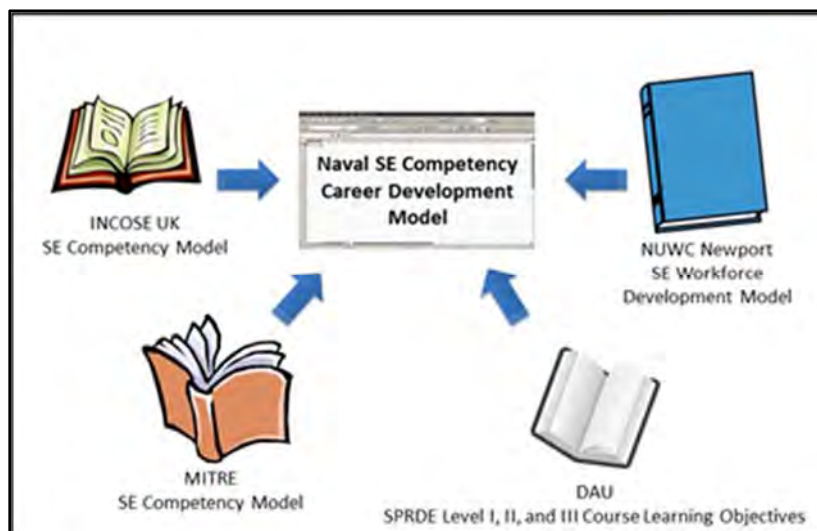 Naval SE Competency
Career Development
Model
INCOSE UK
SE Competency Model
NUWC Newport
SE Workforce
Development Model
MITRE
SE Competency Model
DAU
SPRDE Level I, II, and III Course Learning Objectives